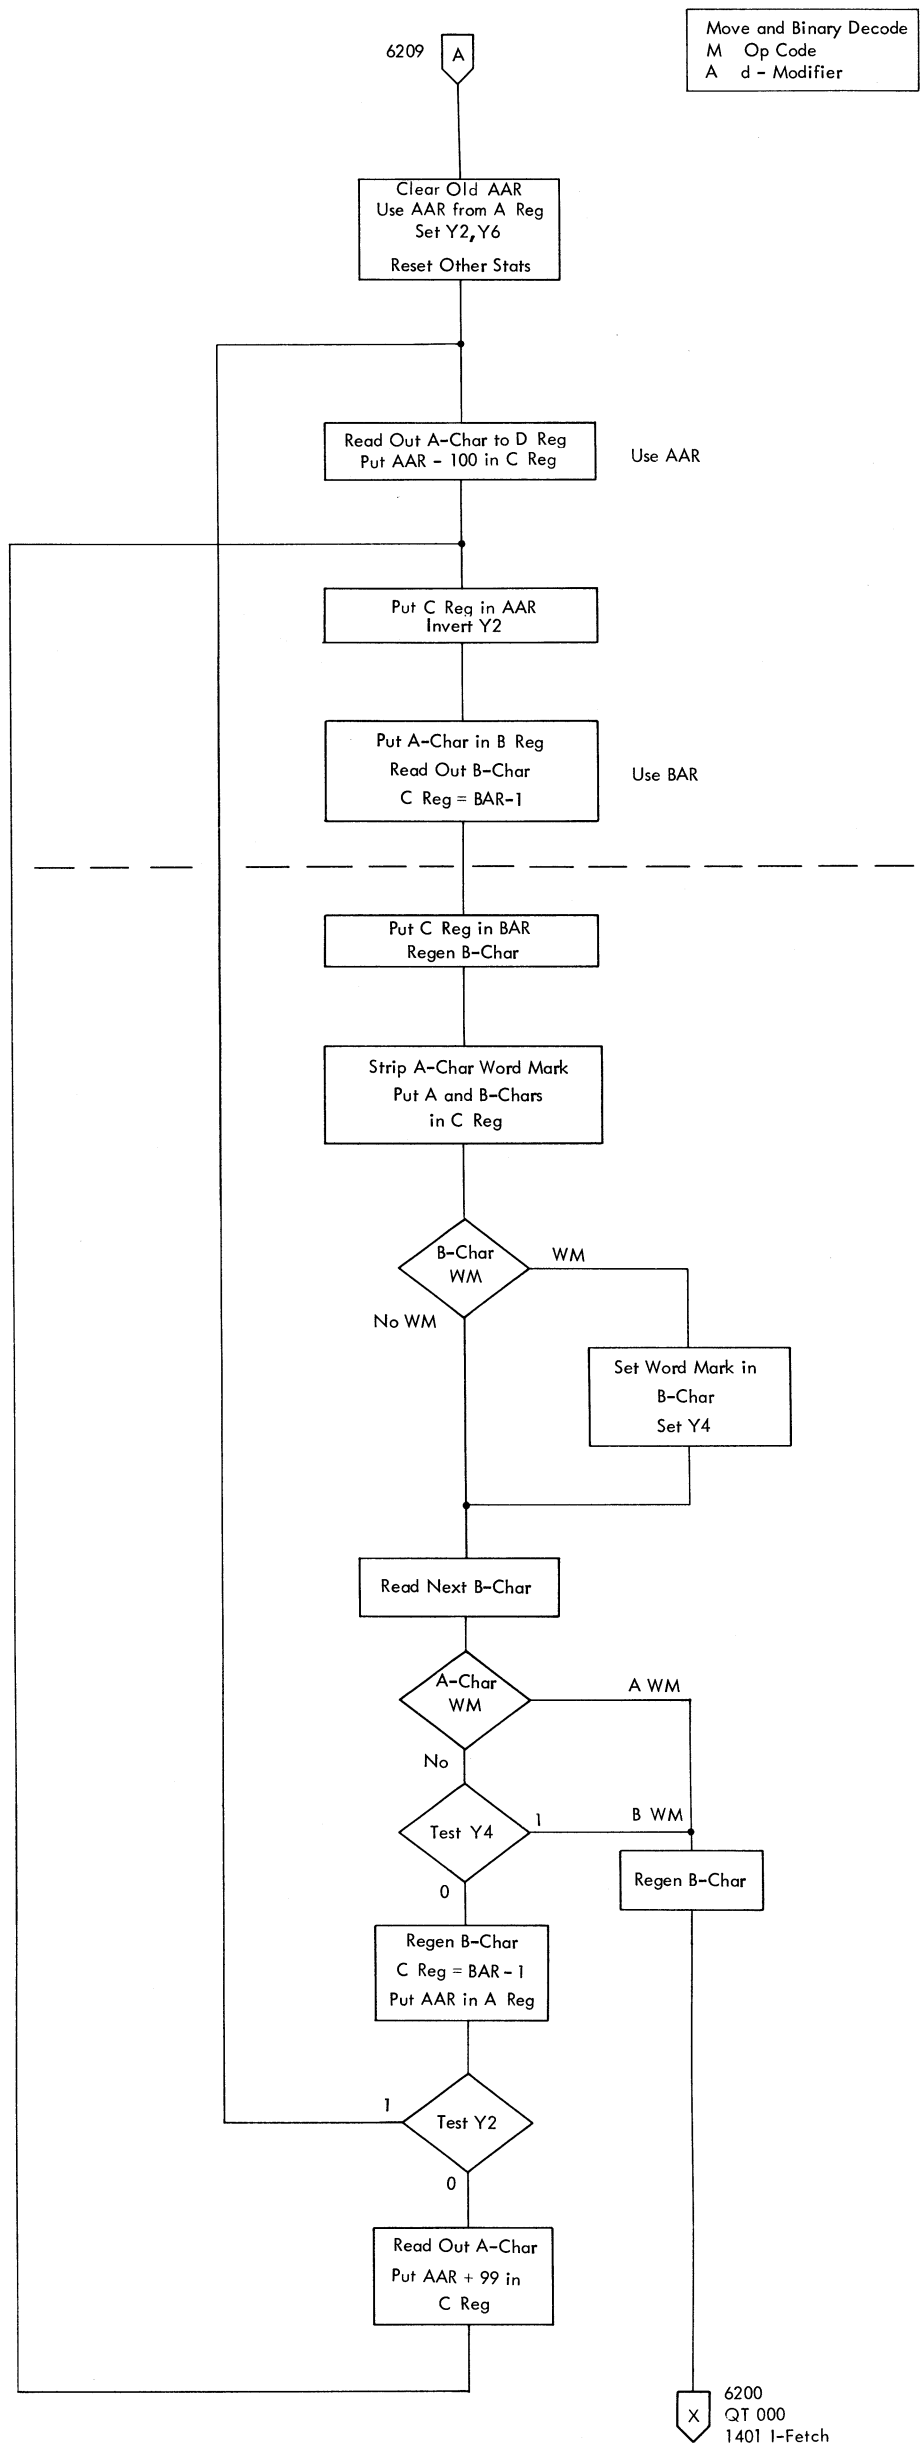 Move and Binary Decode
M Op Code
A d - Modifier
6209
A
Clear Old AAR
Use AAR from A Reg
Set Y2, Y6
Reset Other Stats
Read Out A-Char to D Reg
Put AAR - 100 in C Reg
Use AAR
Put C Reg in AAR
Invert Y2
Put A-Char in B Reg
Read Out B-Char
C Reg = BAR-1
Use BAR
Put C Reg in BAR
Regen B-Char
Strip A-Char Word Mark
Put A and B-Chars
in C Reg
B-Char
WM
WM
No WM
Set Word Mark in
B-Char
Set Y4
Read Next B-Char
A-Char
WM
A WM
No
Test Y4
1
B WM
0
Regen B-Char
Regen B-Char
C Reg = BAR - 1
Put AAR in A Reg
1
Test Y2
0
Read Out A-Char
Put AAR + 99 in
C Reg
X
6200
QT 000
1401 I-Fetch